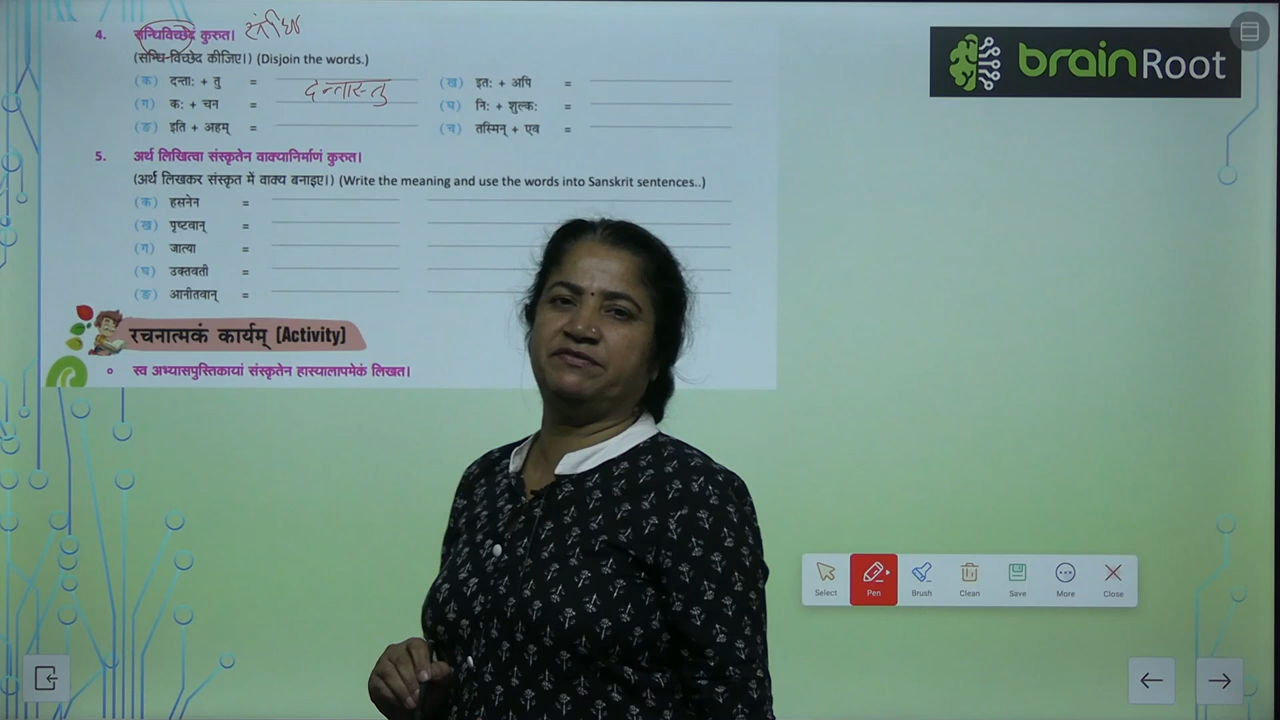 4. सन्धिविच्छेदं कुरुत। संधि
(सन्धि-विच्छेद कीजिए।) (Disjoin the words.)
(क) दन्ता: + तु = दन्तास्तु (ख) इत: + अपि =
(ग) क: + चन = (घ) नि: + शुल्क: =
(ङ) इति + अहम् = (च) तस्मिन् + एव =
5. अर्थ लिखित्वा संस्कृतेन वाक्यानिर्माणं कुरुत।
(अर्थ लिखकर संस्कृत में वाक्य बनाइए।) (Write the meaning and use the words into Sanskrit sentences..)
(क) हसनेन =
(ख) पृष्टवान् =
(ग) जात्या =
(घ) उक्तवती =
(ङ) आनीतवान् =
रचनात्मकं कार्यम् (Activity)
स्व अभ्यासपुस्तिकायां संस्कृतेन हास्यालापमेकं लिखत।
brainRoot
Select Pen Brush Clean Save More Close